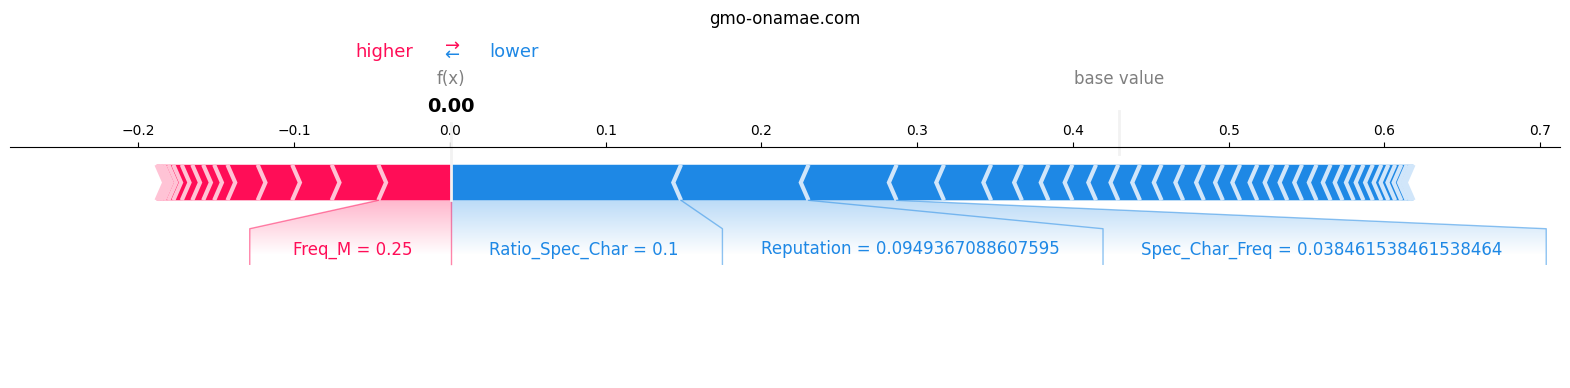 gmo-onamae.com
higher ⇄ lower
f(x)
base value
0.00
−0.2 −0.1 0.0 0.1 0.2 0.3 0.4 0.5 0.6 0.7
Freq_M = 0.25
Ratio_Spec_Char = 0.1
Reputation = 0.0949367088607595
Spec_Char_Freq = 0.038461538461538464